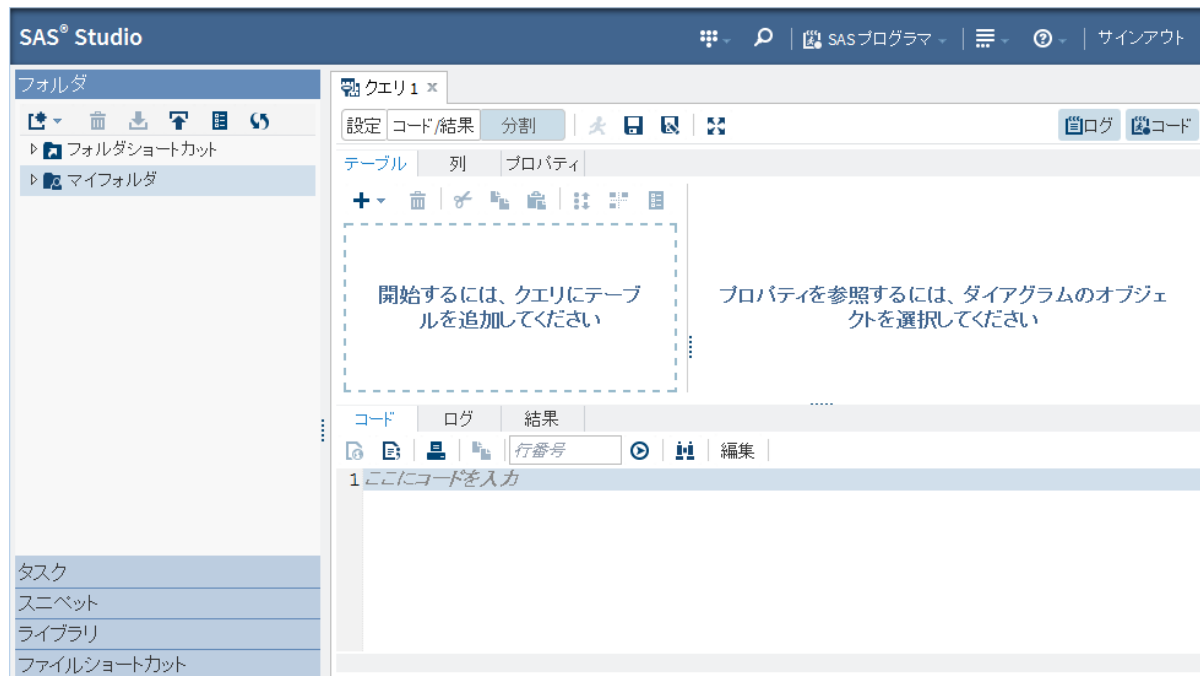 SAS® Studio
SASプログラマ
サインアウト
フォルダ
フォルダショートカット
マイフォルダ
タスク
スニペット
ライブラリ
ファイルショートカット
クエリ 1
設定 コード/結果 分割
ログ コード
テーブル 列 プロパティ
開始するには、クエリにテーブ
ルを追加してください
プロパティを参照するには、ダイアグラムのオブジェ
クトを選択してください
コード ログ 結果
行番号 編集
1 ここにコードを入力